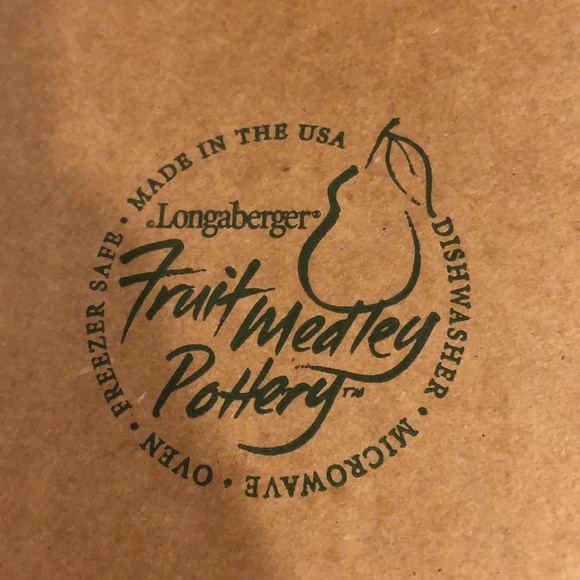 MADE IN THE USA
©Longaberger®
Fruit Medley
Pottery™
DISHWASHER • MICROWAVE • OVEN • FREEZER SAFE •